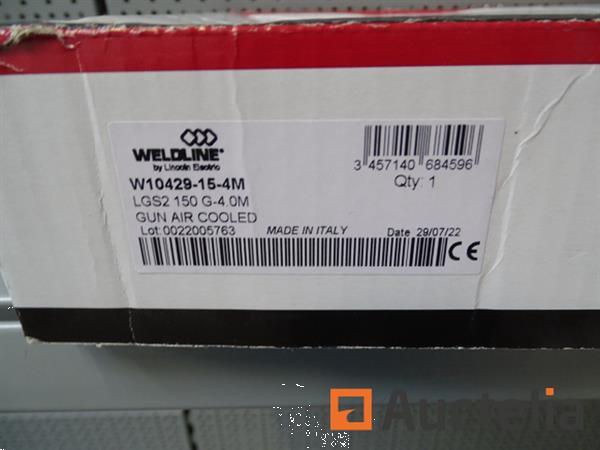 WELDLINE
by Lincoln Electric
W10429-15-4M
LGS2 150 G-4.0M
GUN AIR COOLED
Lot:0022005763
MADE IN ITALY
3 457140 684596
Qty: 1
Date 29/07/22
CE
Auctelia